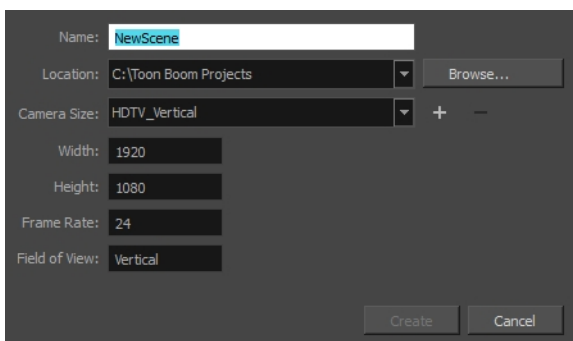 Name: NewScene
Location: C:\Toon Boom Projects Browse...
Camera Size: HDTV_Vertical + −
Width: 1920
Height: 1080
Frame Rate: 24
Field of View: Vertical
Create Cancel